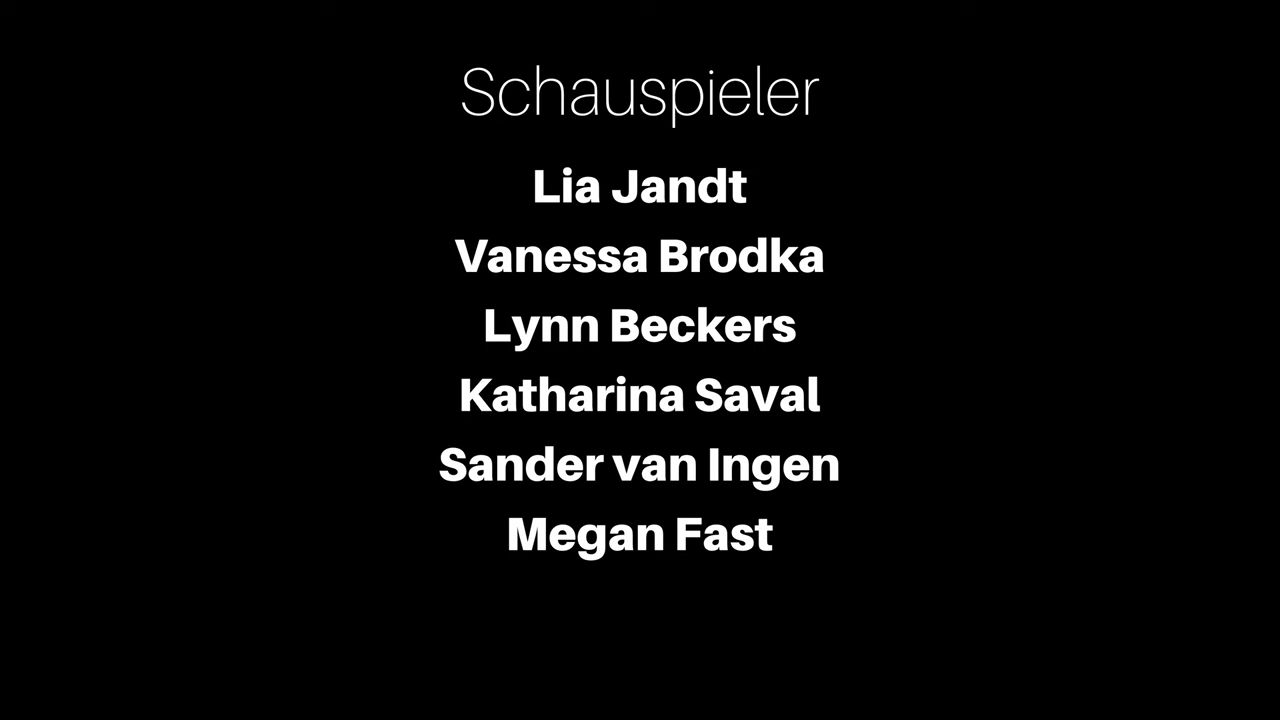 Schauspieler
Lia Jandt
Vanessa Brodka
Lynn Beckers
Katharina Saval
Sander van Ingen
Megan Fast